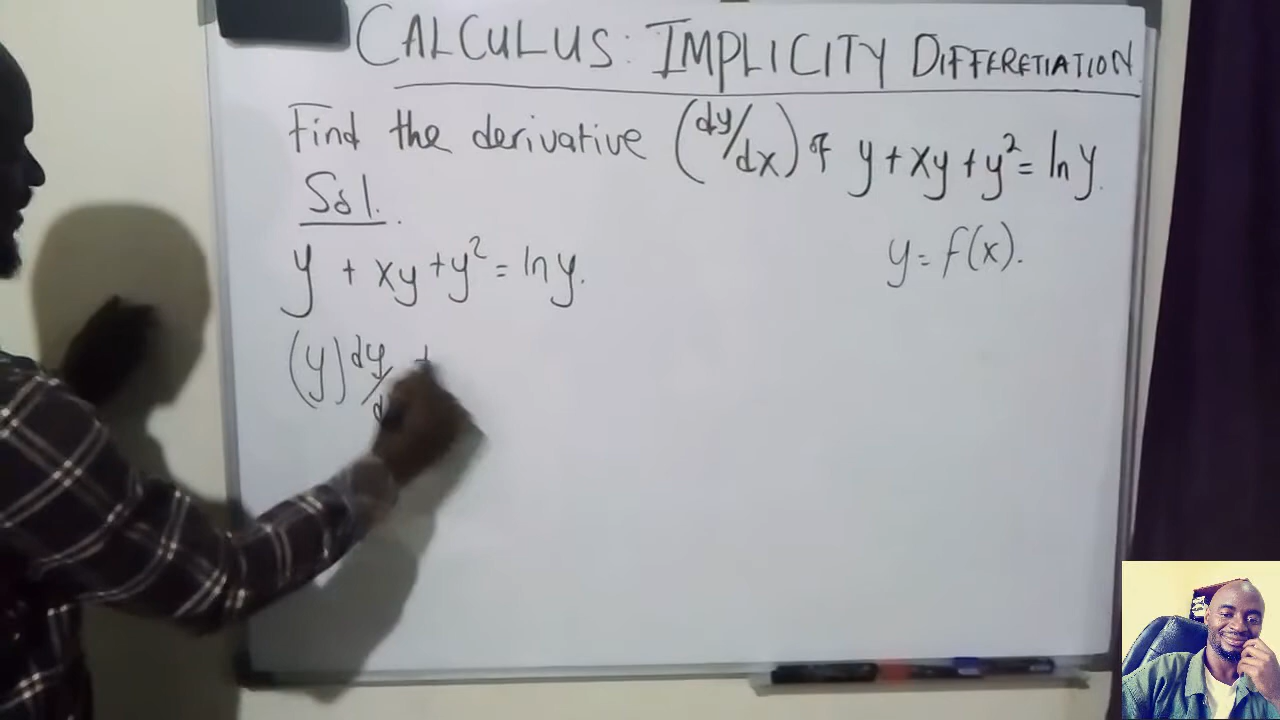 CALCULUS: IMPLICITY DIFFERETIATION
Find the derivative (dy/dx) of y + xy + y² = ln y.
Sol.
y = f(x).
y + xy + y² = ln y.
(y) dy/d +